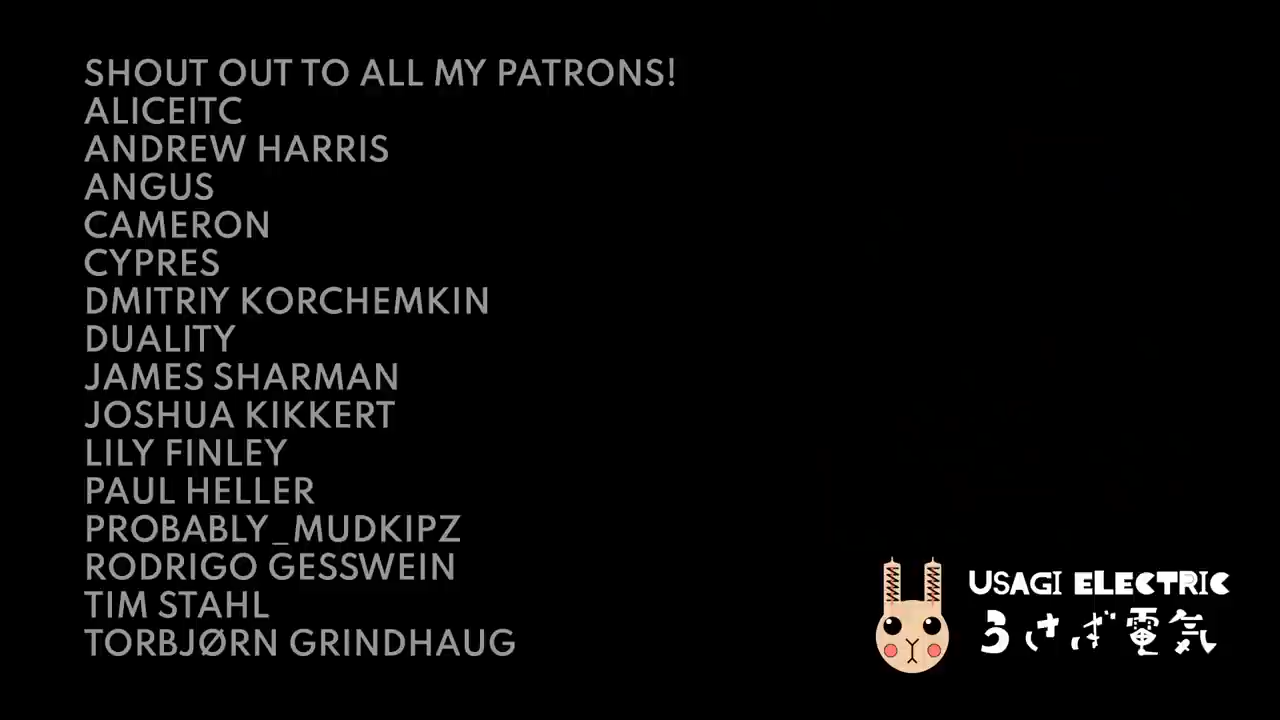 SHOUT OUT TO ALL MY PATRONS!
ALICEITC
ANDREW HARRIS
ANGUS
CAMERON
CYPRES
DMITRIY KORCHEMKIN
DUALITY
JAMES SHARMAN
JOSHUA KIKKERT
LILY FINLEY
PAUL HELLER
PROBABLY_MUDKIPZ
RODRIGO GESSWEIN
TIM STAHL
TORBJØRN GRINDHAUG
USAGI ELECTRIC
うさぎ電気